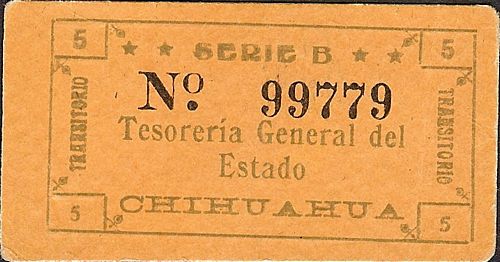 5 ★ ★ SERIE B ★ ★ 5
Nº. 99779
TRANSITORIO
Tesorería General del
Estado
TRANSITORIO
5 CHIHUAHUA 5